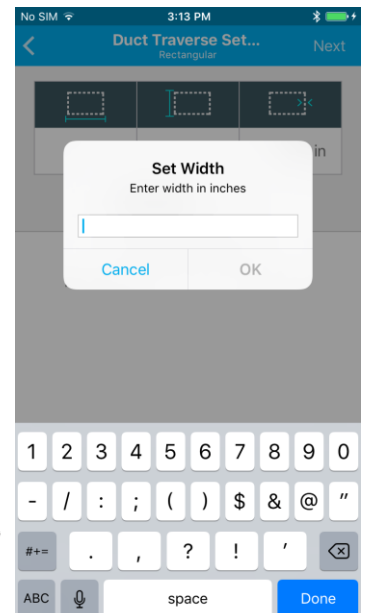 No SIM 3:13 PM
Duct Traverse Set... Next
Rectangular
in
Set Width
Enter width in inches
Cancel OK
1 2 3 4 5 6 7 8 9 0
- / : ; ( ) $ & @ "
#+= . , ? ! '
ABC space Done